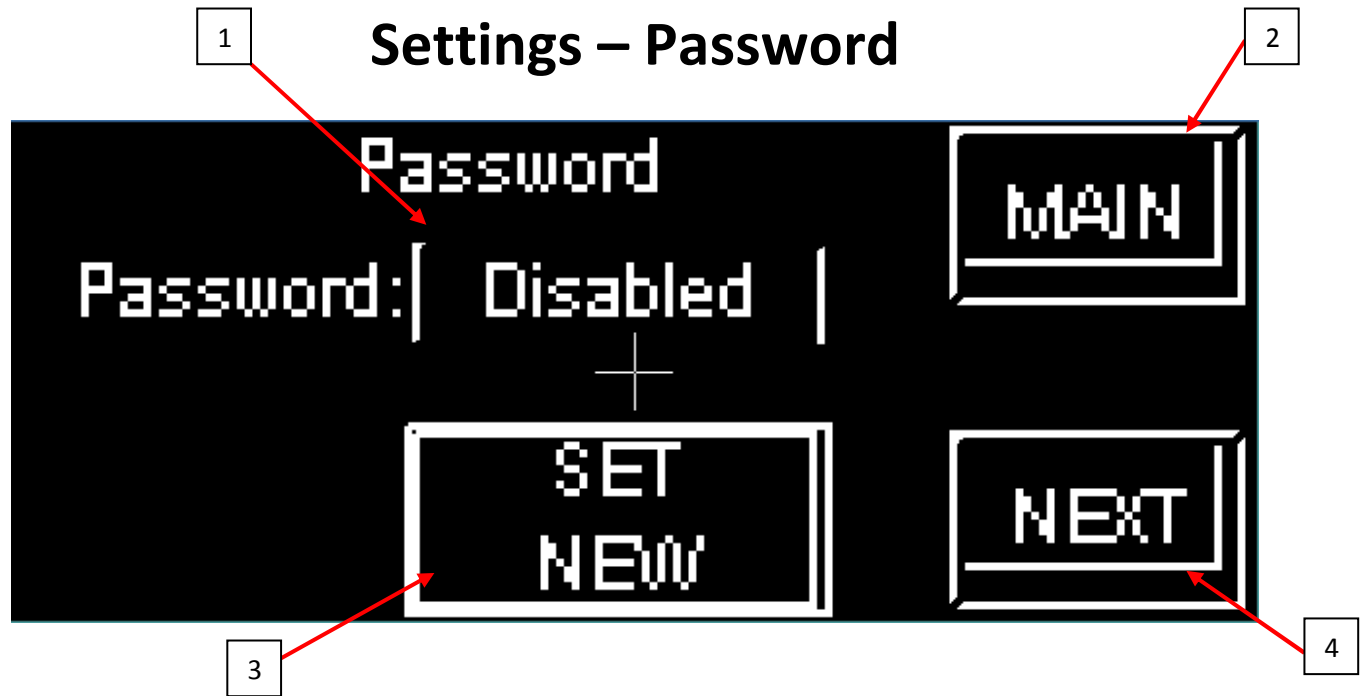 1
Settings – Password
2
Password
MAIN
Password: Disabled
SET
NEW
NEXT
3
4